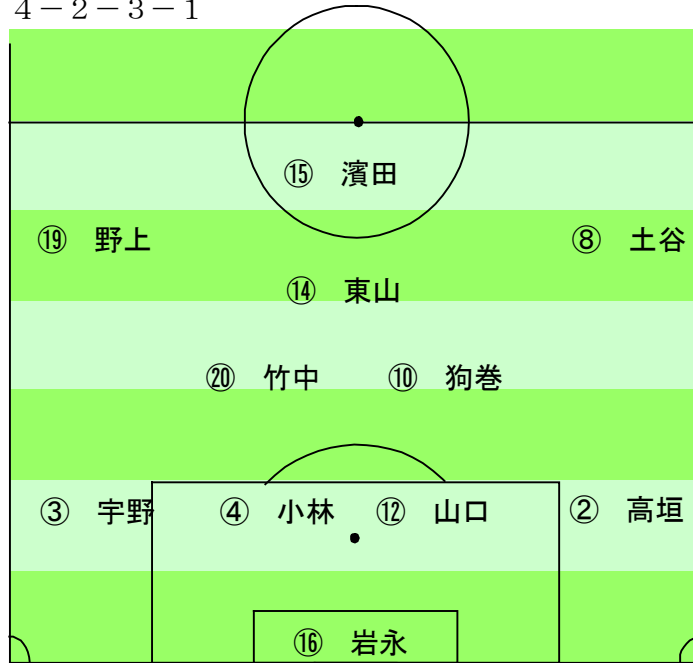 ４－２－３－１
⑮　濱田
⑲　野上　⑧　土谷
⑭　東山
⑳　竹中　⑩　狗巻
③　宇野　④　小林　⑫　山口　②　高垣
⑯　岩永